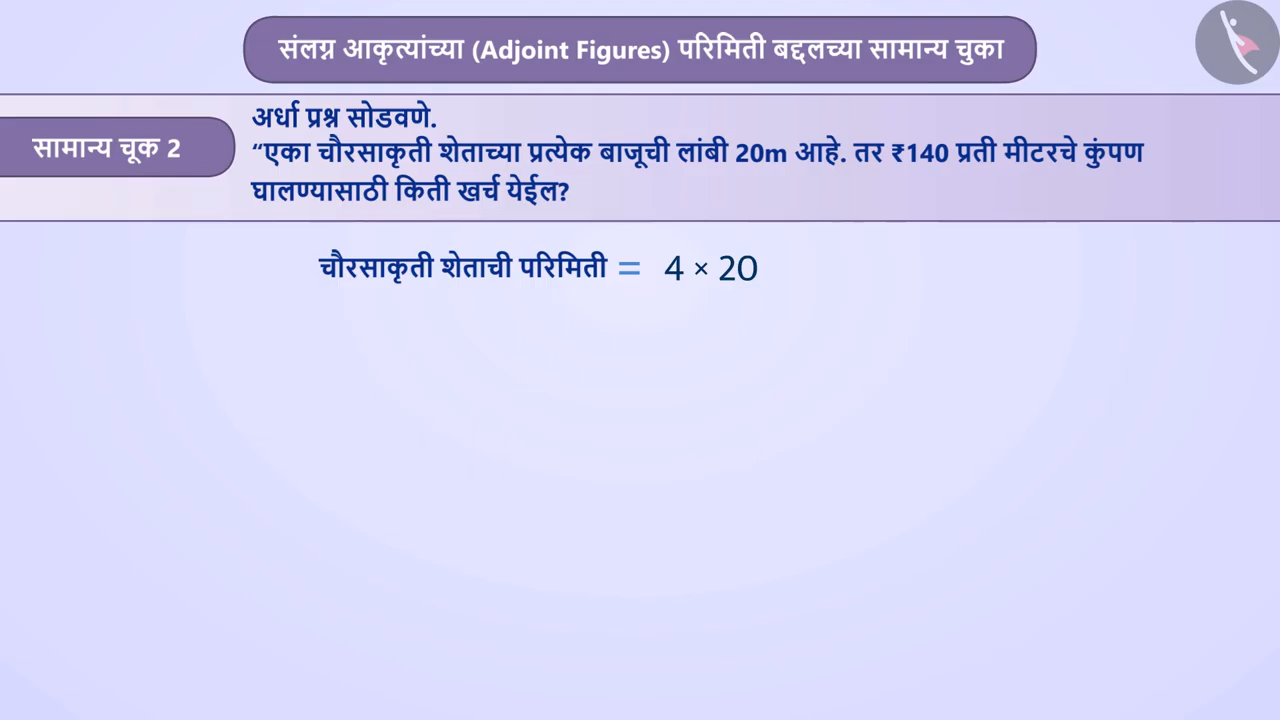 संलग्न आकृत्यांच्या (Adjoint Figures) परिमिती बद्दलच्या सामान्य चुका
सामान्य चूक 2
अर्धा प्रश्न सोडवणे.
“एका चौरसाकृती शेताच्या प्रत्येक बाजूची लांबी 20m आहे. तर ₹140 प्रती मीटरचे कुंपण
घालण्यासाठी किती खर्च येईल?
चौरसाकृती शेताची परिमिती = 4 × 20